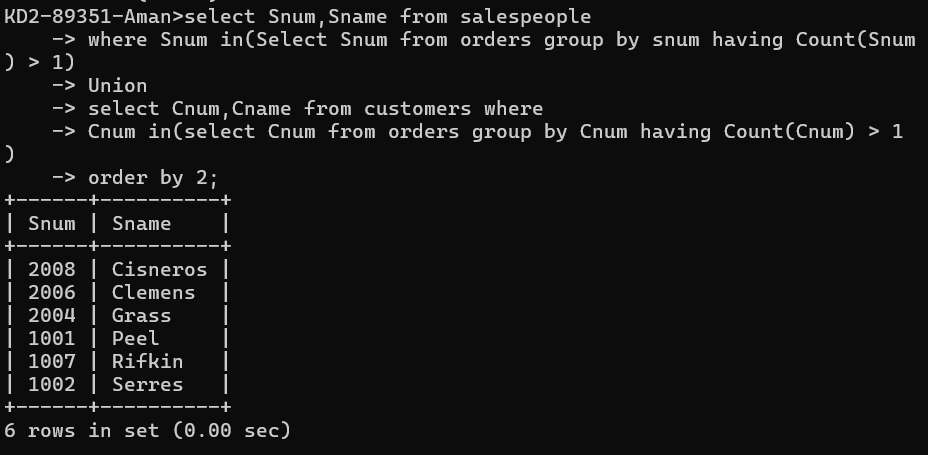 KD2-89351-Aman>select Snum,Sname from salespeople
    -> where Snum in(Select Snum from orders group by snum having Count(Snum
) > 1)
    -> Union
    -> select Cnum,Cname from customers where
    -> Cnum in(select Cnum from orders group by Cnum having Count(Cnum) > 1
)
    -> order by 2;
+------+----------+
| Snum | Sname    |
+------+----------+
| 2008 | Cisneros |
| 2006 | Clemens  |
| 2004 | Grass    |
| 1001 | Peel     |
| 1007 | Rifkin   |
| 1002 | Serres   |
+------+----------+
6 rows in set (0.00 sec)